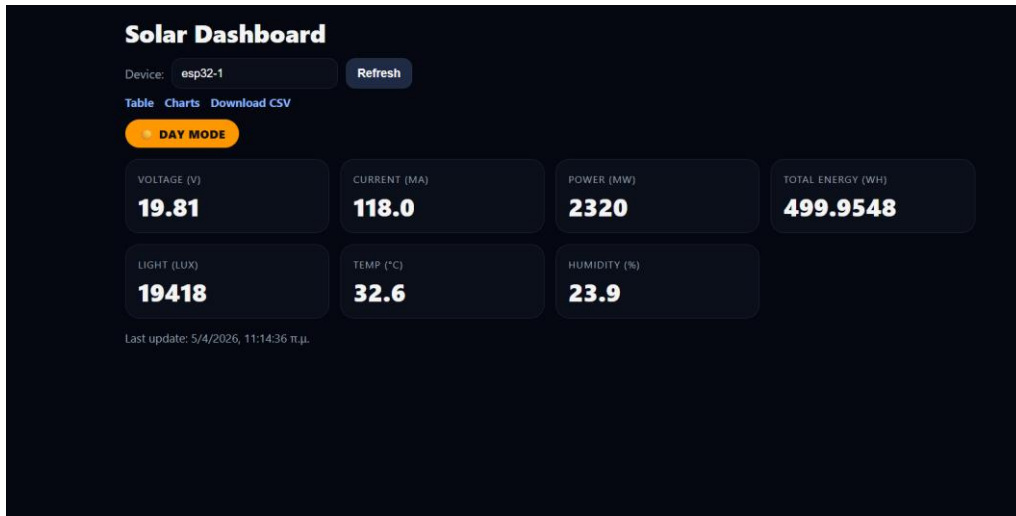 Solar Dashboard
Device: esp32-1 Refresh
Table Charts Download CSV
DAY MODE
VOLTAGE (V)
19.81
CURRENT (MA)
118.0
POWER (MW)
2320
TOTAL ENERGY (WH)
499.9548
LIGHT (LUX)
19418
TEMP (°C)
32.6
HUMIDITY (%)
23.9
Last update: 5/4/2026, 11:14:36 π.μ.